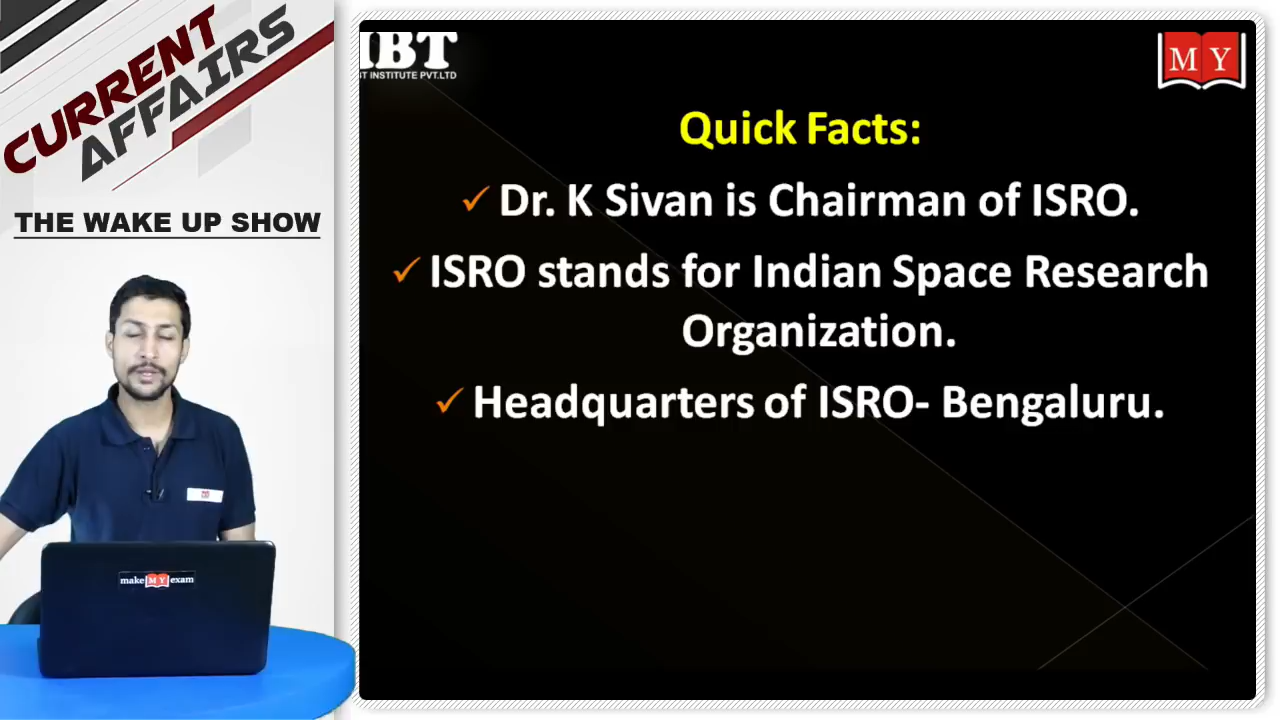 CURRENT
AFFAIRS
THE WAKE UP SHOW
IBT
BT INSTITUTE PVT.LTD
MY
Quick Facts:
✓ Dr. K Sivan is Chairman of ISRO.
✓ ISRO stands for Indian Space Research
Organization.
✓ Headquarters of ISRO- Bengaluru.
make MY exam